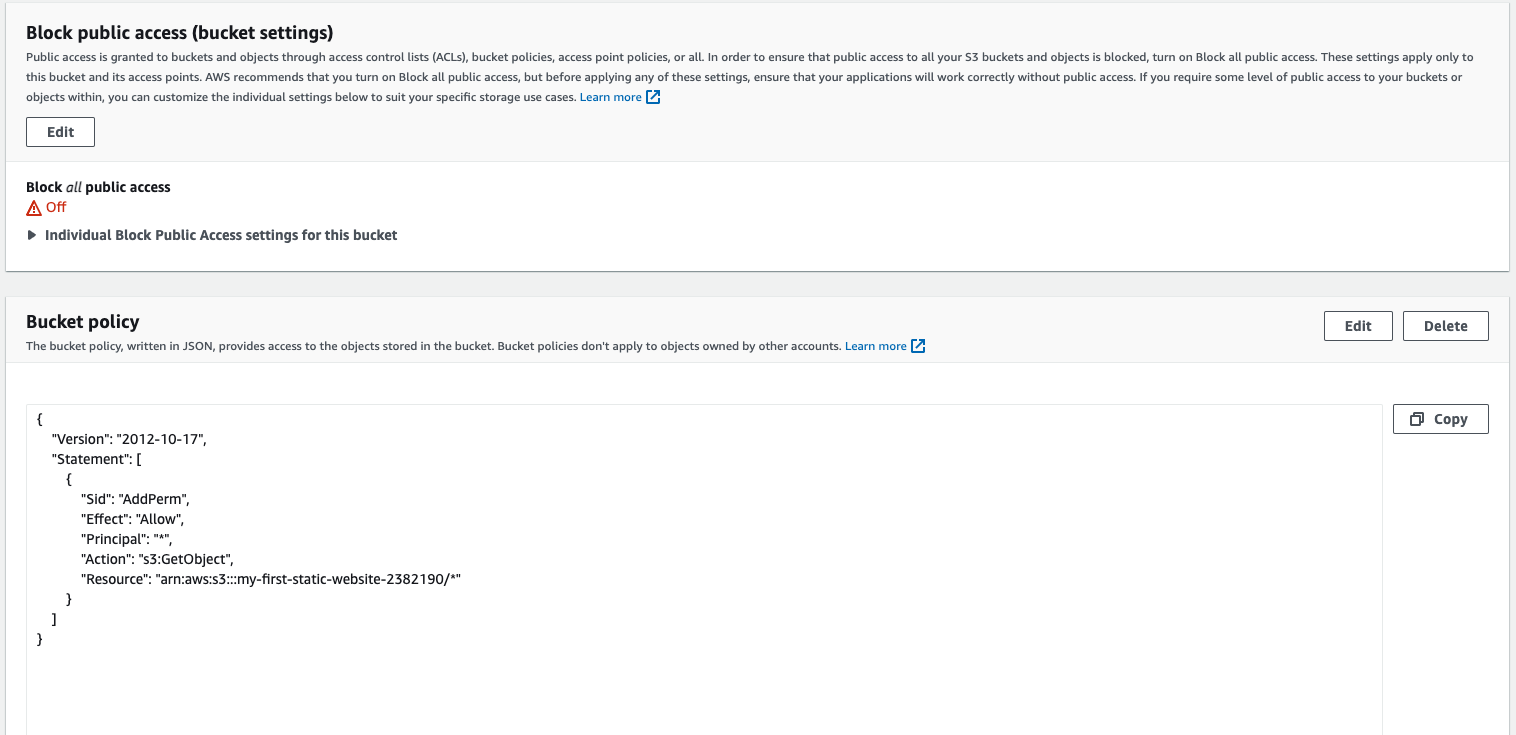 Block public access (bucket settings)
Public access is granted to buckets and objects through access control lists (ACLs), bucket policies, access point policies, or all. In order to ensure that public access to all your S3 buckets and objects is blocked, turn on Block all public access. These settings apply only to
this bucket and its access points. AWS recommends that you turn on Block all public access, but before applying any of these settings, ensure that your applications will work correctly without public access. If you require some level of public access to your buckets or
objects within, you can customize the individual settings below to suit your specific storage use cases. Learn more
Edit
Block all public access
Off
Individual Block Public Access settings for this bucket
Bucket policy
Edit
Delete
The bucket policy, written in JSON, provides access to the objects stored in the bucket. Bucket policies don't apply to objects owned by other accounts. Learn more
Copy
{
    "Version": "2012-10-17",
    "Statement": [
        {
            "Sid": "AddPerm",
            "Effect": "Allow",
            "Principal": "*",
            "Action": "s3:GetObject",
            "Resource": "arn:aws:s3:::my-first-static-website-2382190/*"
        }
    ]
}